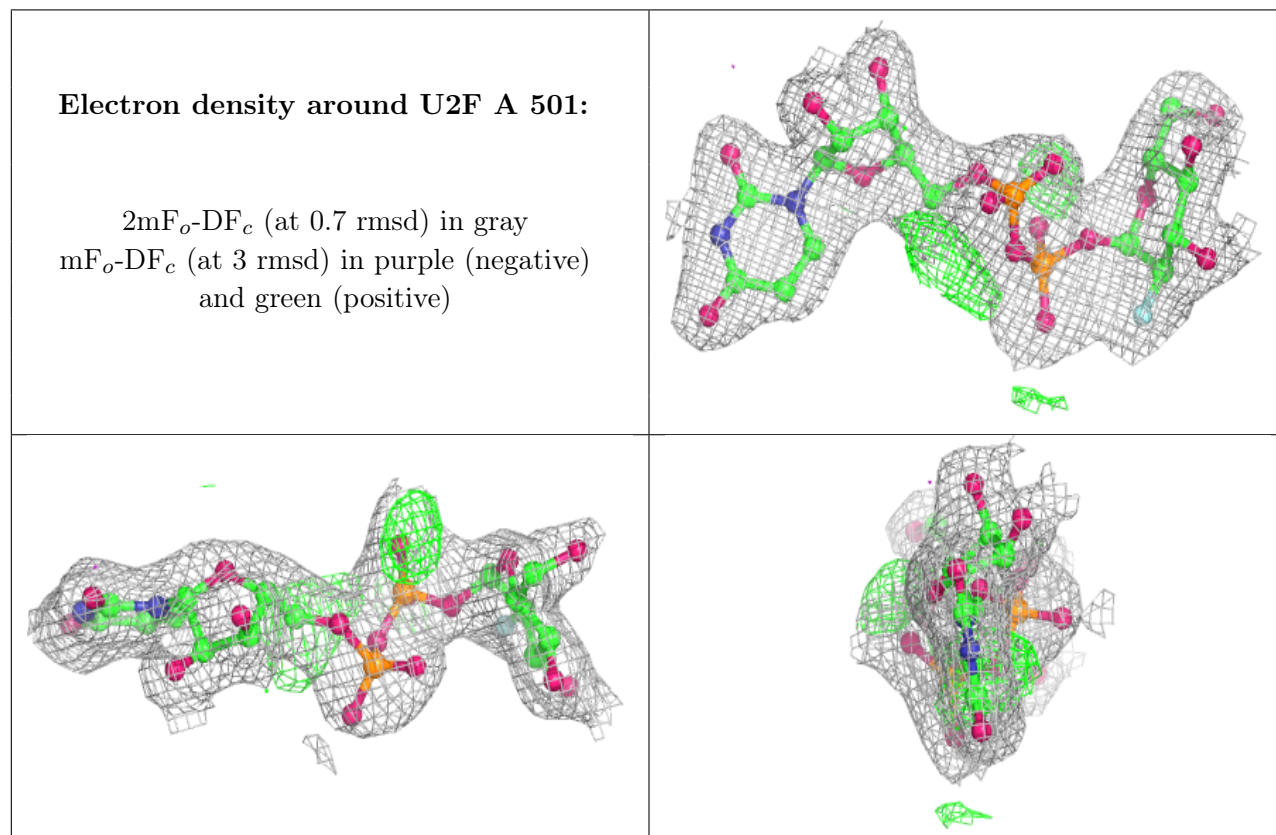 Electron density around U2F A 501:
2mFo-DFc (at 0.7 rmsd) in gray
mFo-DFc (at 3 rmsd) in purple (negative)
and green (positive)